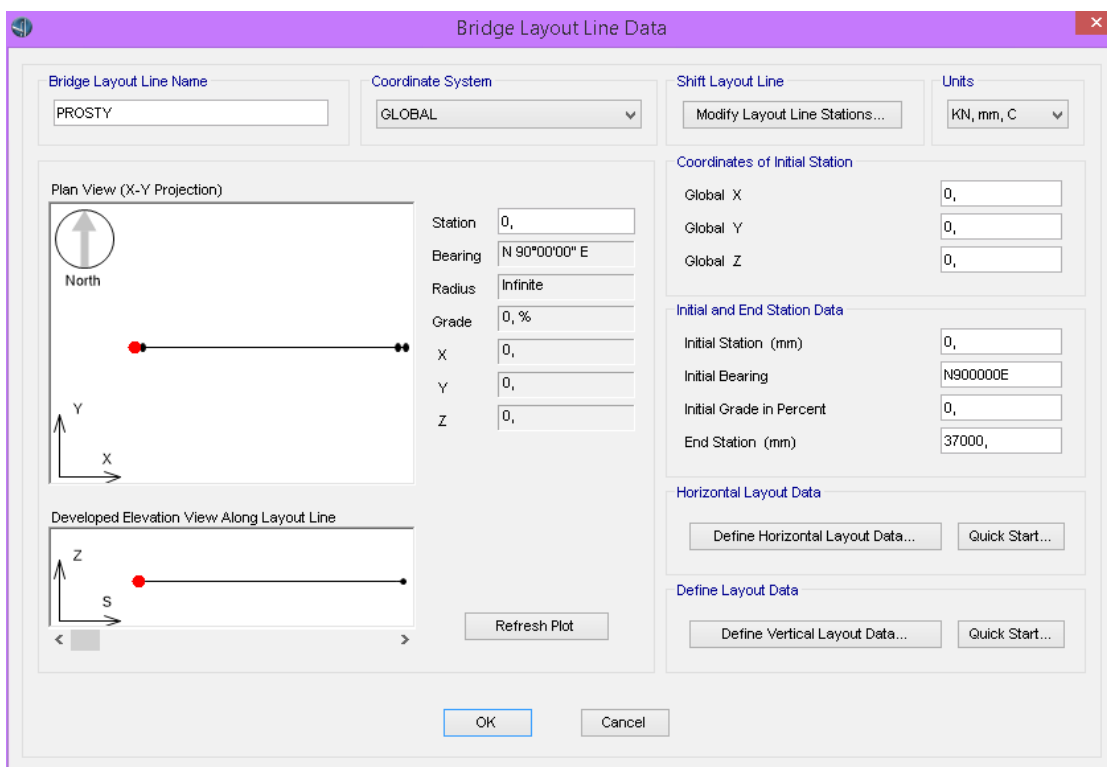 Bridge Layout Line Data
Bridge Layout Line Name
PROSTY
Coordinate System
GLOBAL
Shift Layout Line
Modify Layout Line Stations...
Units
KN, mm, C
Plan View (X-Y Projection)
North
Y
X
Station 0,
Bearing N 90°00'00" E
Radius Infinite
Grade 0, %
X 0,
Y 0,
Z 0,
Developed Elevation View Along Layout Line
Z
S
Refresh Plot
Coordinates of Initial Station
Global X 0,
Global Y 0,
Global Z 0,
Initial and End Station Data
Initial Station (mm) 0,
Initial Bearing N900000E
Initial Grade in Percent 0,
End Station (mm) 37000,
Horizontal Layout Data
Define Horizontal Layout Data... Quick Start...
Define Layout Data
Define Vertical Layout Data... Quick Start...
OK Cancel